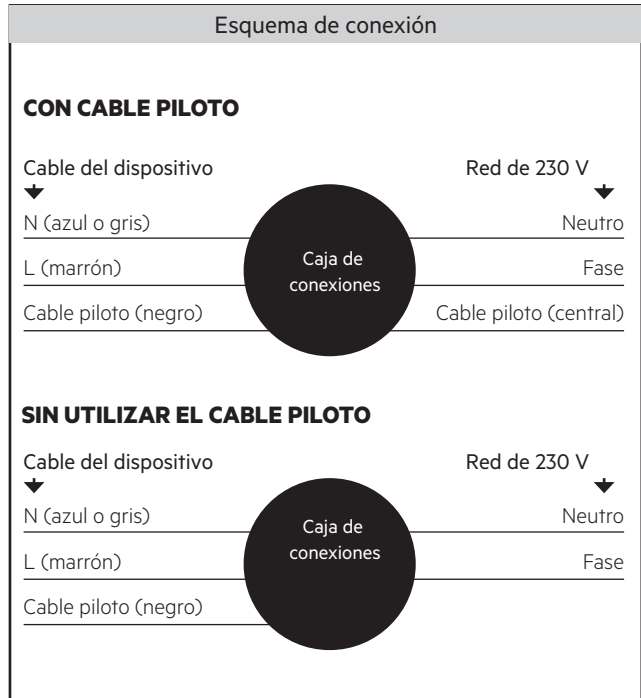 Esquema de conexión
CON CABLE PILOTO
Cable del dispositivo Red de 230 V
N (azul o gris) Neutro
L (marrón) Caja de conexiones Fase
Cable piloto (negro) Cable piloto (central)
SIN UTILIZAR EL CABLE PILOTO
Cable del dispositivo Red de 230 V
N (azul o gris) Neutro
Caja de
conexiones
L (marrón) Fase
Cable piloto (negro)